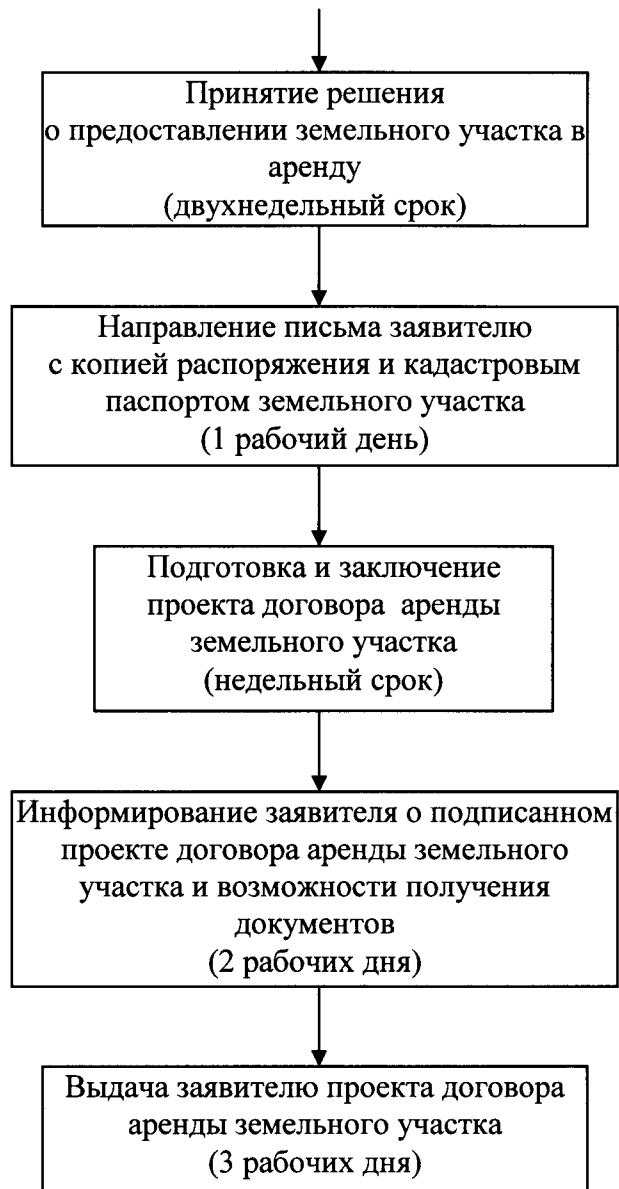 Принятие решения
о предоставлении земельного участка в
аренду
(двухнедельный срок)
Направление письма заявителю
с копией распоряжения и кадастровым
паспортом земельного участка
(1 рабочий день)
Подготовка и заключение
проекта договора аренды
земельного участка
(недельный срок)
Информирование заявителя о подписанном
проекте договора аренды земельного
участка и возможности получения
документов
(2 рабочих дня)
Выдача заявителю проекта договора
аренды земельного участка
(3 рабочих дня)